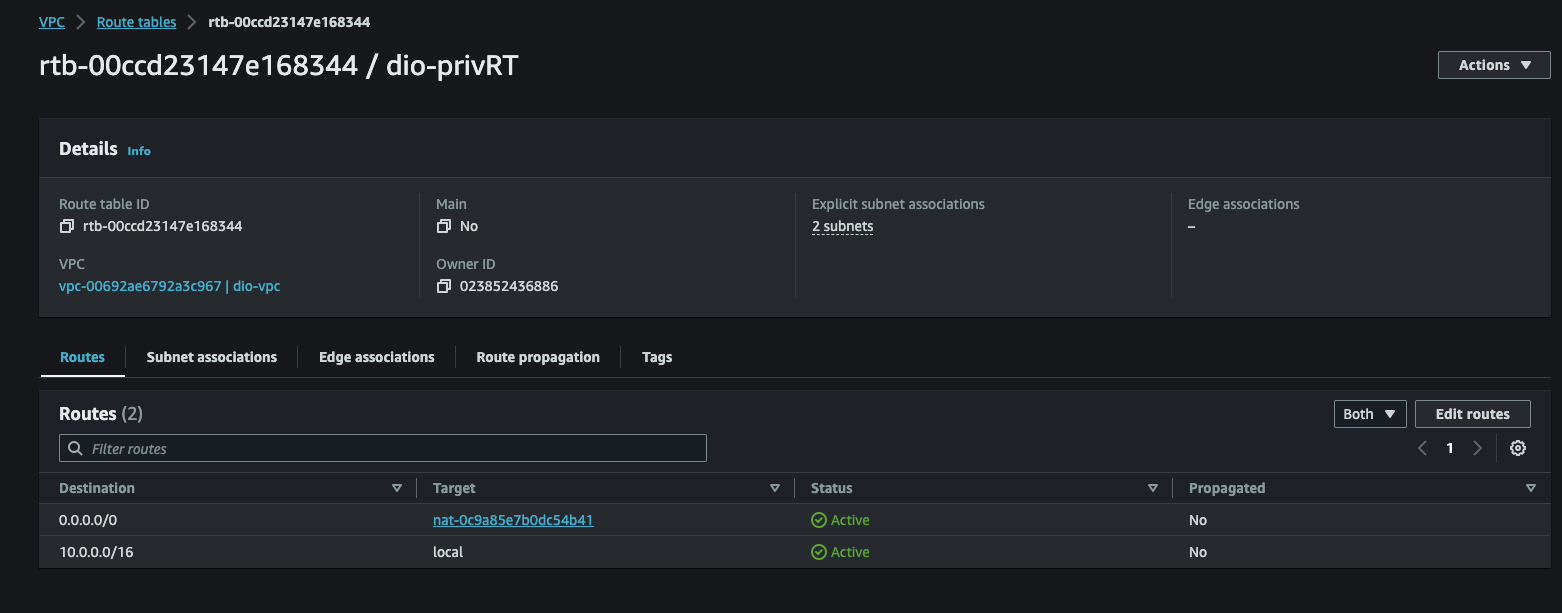 VPC > Route tables > rtb-00ccd23147e168344
rtb-00ccd23147e168344 / dio-privRT
Actions
Details Info
Route table ID
rtb-00ccd23147e168344
Main
No
Explicit subnet associations
2 subnets
Edge associations
–
VPC
vpc-00692ae6792a3c967 | dio-vpc
Owner ID
023852436886
Routes Subnet associations Edge associations Route propagation Tags
Routes (2)
Both Edit routes
Filter routes
1
Destination Target Status Propagated
0.0.0.0/0 nat-0c9a85e7b0dc54b41 Active No
10.0.0.0/16 local Active No